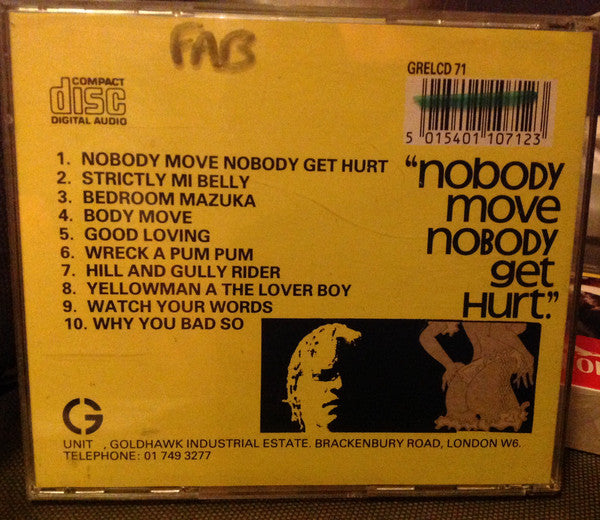 FAB
COMPACT
disc
DIGITAL AUDIO
GRELCD 71
5 015401 107123
1. NOBODY MOVE NOBODY GET HURT
2. STRICTLY MI BELLY
3. BEDROOM MAZUKA
4. BODY MOVE
5. GOOD LOVING
6. WRECK A PUM PUM
7. HILL AND GULLY RIDER
8. YELLOWMAN A THE LOVER BOY
9. WATCH YOUR WORDS
10. WHY YOU BAD SO
"nobody
move
noBody
get
Hurt."
G
UNIT , GOLDHAWK INDUSTRIAL ESTATE. BRACKENBURY ROAD, LONDON W6.
TELEPHONE: 01 749 3277